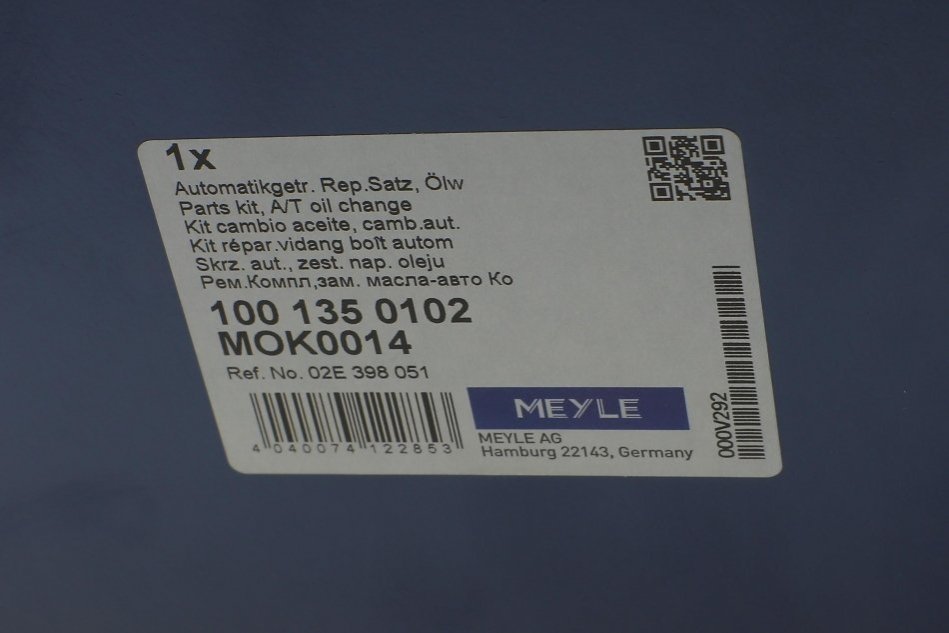 1x
Automatikgetr. Rep.Satz, Ölw
Parts kit, A/T oil change
Kit cambio aceite, camb.aut.
Kit répar.vidang boît autom
Skrz. aut., zest. nap. oleju
Рем.Компл,зам. масла-авто Ко
100 135 0102
MOK0014
Ref. No. 02E 398 051
4 040074 122853
MEYLE
MEYLE AG
Hamburg 22143, Germany
000V292